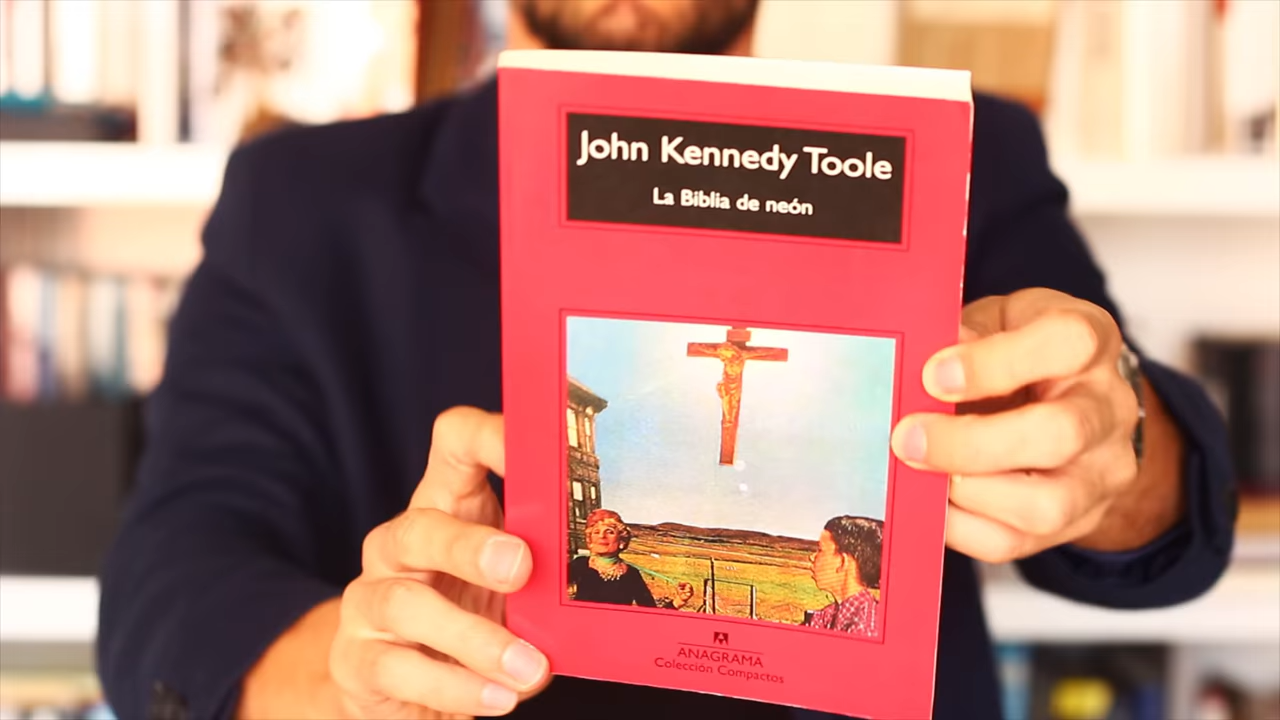 John Kennedy Toole
La Biblia de neón
ANAGRAMA
Colección Compactos